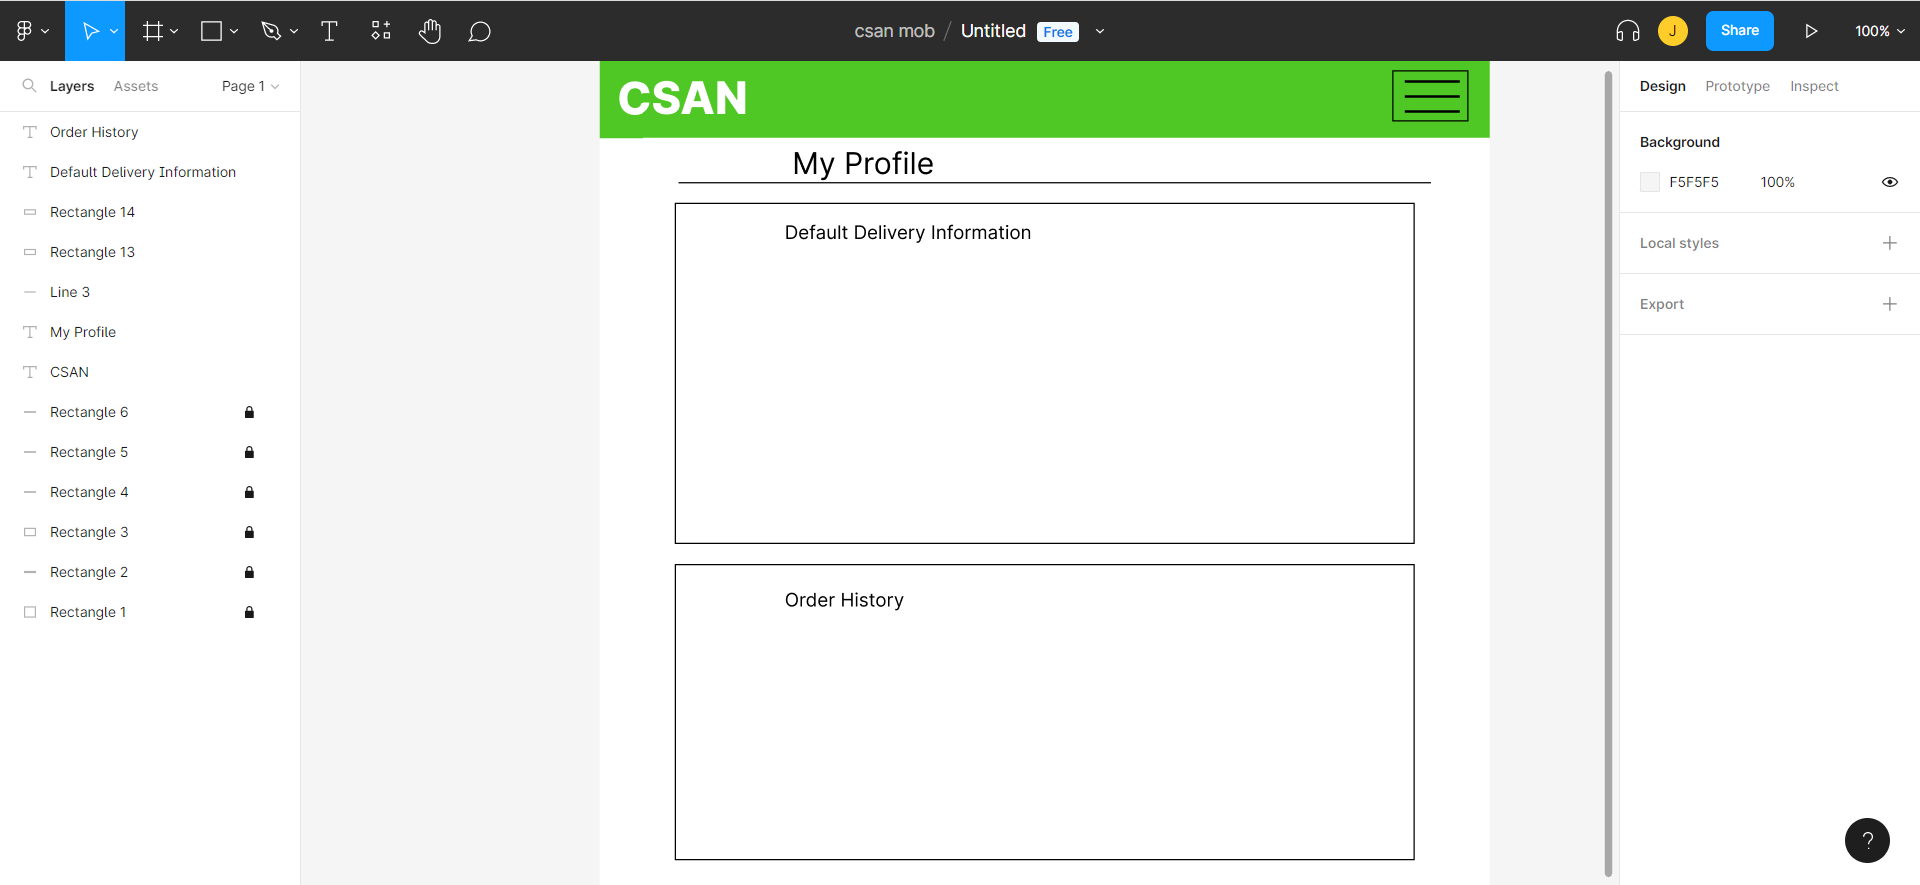 csan mob / Untitled Free
J
Share
100%
Layers
Assets
Page 1
Order History
Default Delivery Information
Rectangle 14
Rectangle 13
Line 3
My Profile
CSAN
Rectangle 6
Rectangle 5
Rectangle 4
Rectangle 3
Rectangle 2
Rectangle 1
CSAN
My Profile
Default Delivery Information
Order History
Design
Prototype
Inspect
Background
F5F5F5 100%
Local styles
Export
?